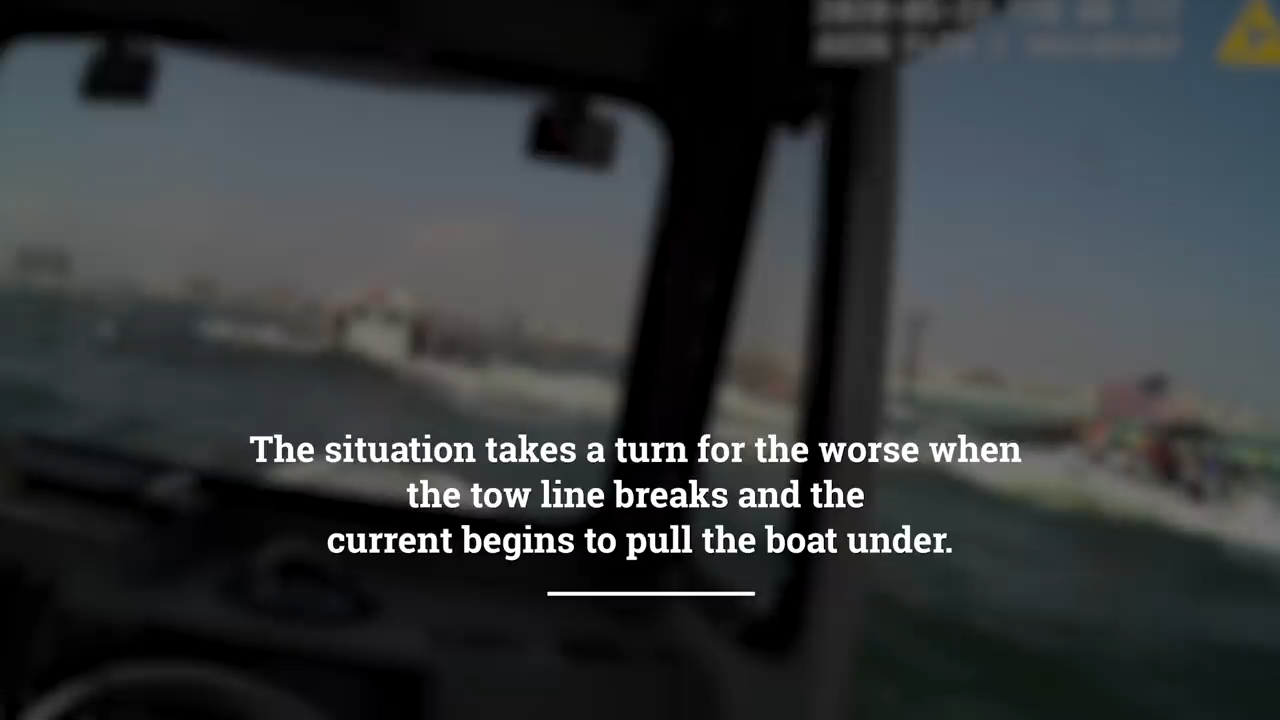 The situation takes a turn for the worse when
the tow line breaks and the
current begins to pull the boat under.